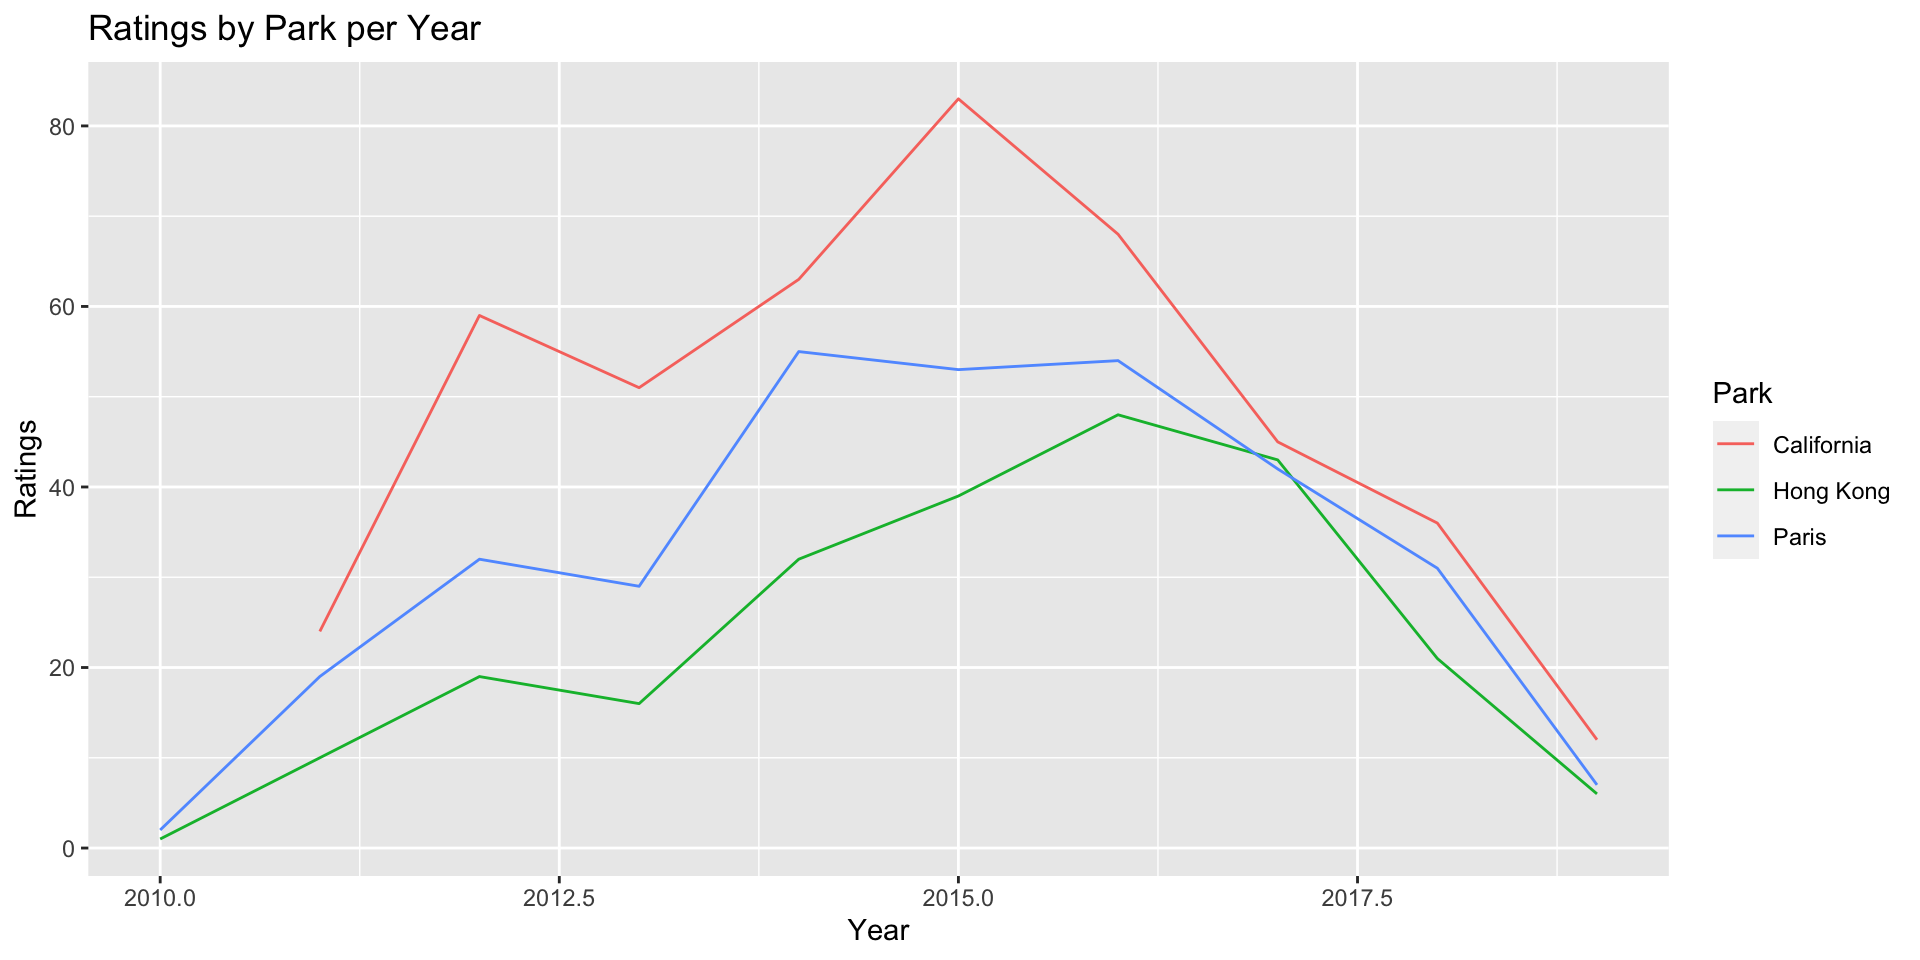 Ratings by Park per Year
80
60
40
20
0
Ratings
2010.0
2012.5
2015.0
2017.5
Year
Park
California
Hong Kong
Paris